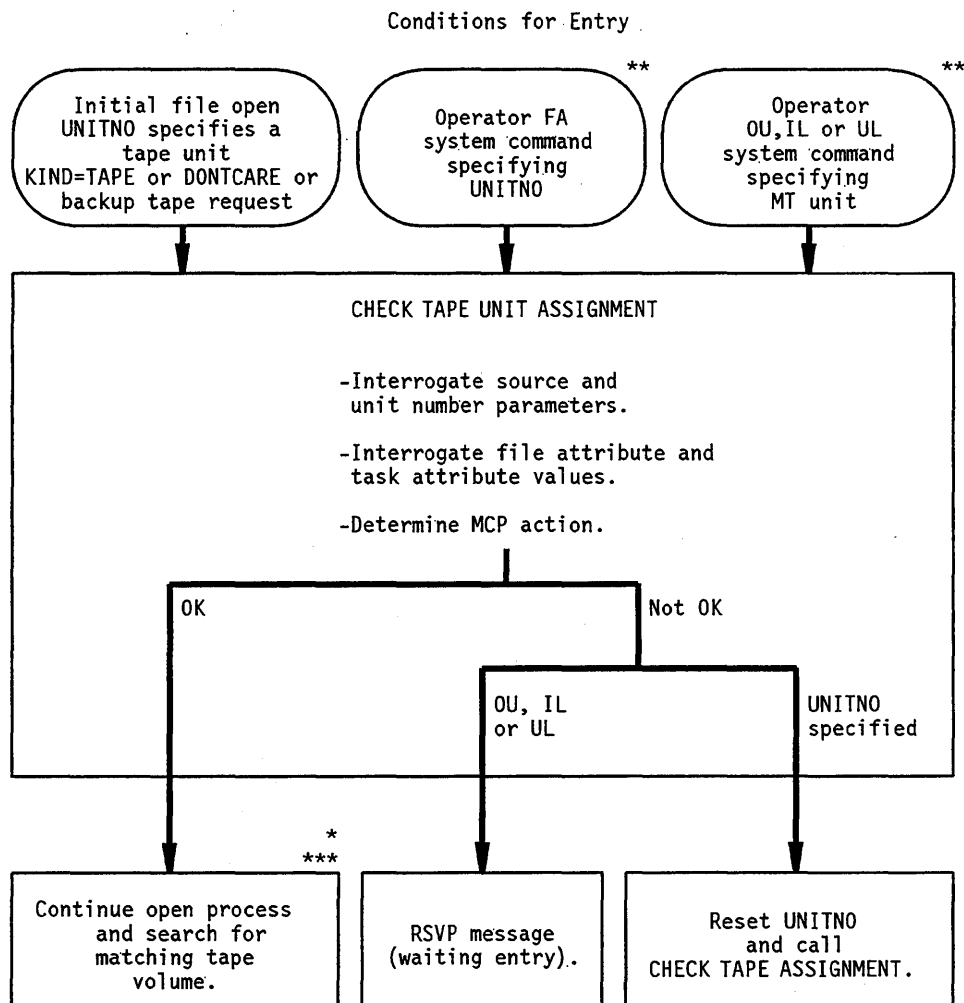 Conditions for Entry
**
**
Initial file open
UNITNO specifies a
tape unit
KIND=TAPE or DONTCARE or
backup tape request
Operator FA
system command
specifying
UNITNO
Operator
OU,IL or UL
system command
specifying
MT unit
CHECK TAPE UNIT ASSIGNMENT
-Interrogate source and
unit number parameters.
-Interrogate file attribute and
task attribute values.
-Determine MCP action.
OK
Not OK
OU, IL
or UL
UNITNO
specified
*
***
Continue open process
and search for
matching tape
volume.
RSVP message
(waiting entry).
Reset UNITNO
and call
CHECK TAPE ASSIGNMENT.